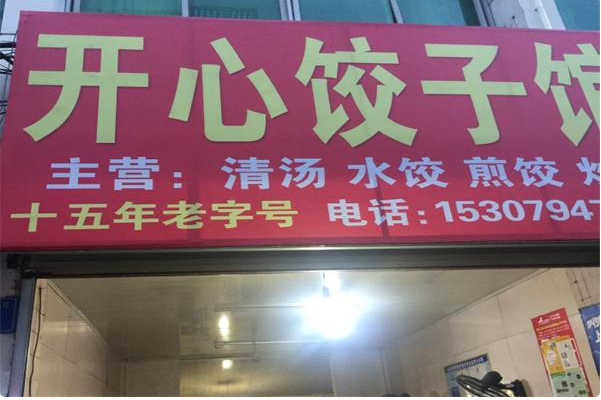 开心饺子馆
主营：清汤 水饺 煎饺
十五年老字号 电话：1530794